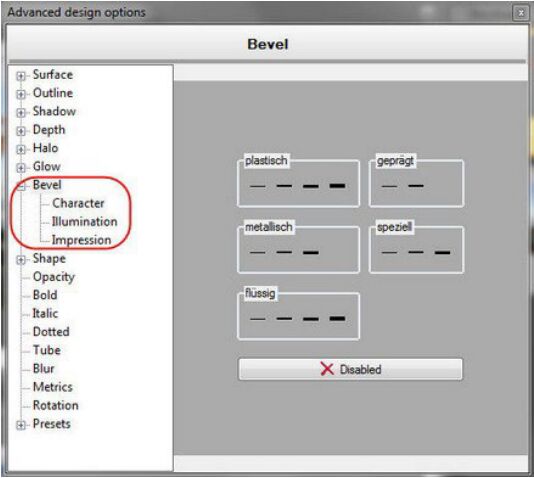 Advanced design options
Bevel
Surface
Outline
Shadow
Depth
Halo
Glow
Bevel
Character
Illumination
Impression
Shape
Opacity
Bold
Italic
Dotted
Tube
Blur
Metrics
Rotation
Presets
plastisch
geprägt
metallisch
speziell
flüssig
Disabled